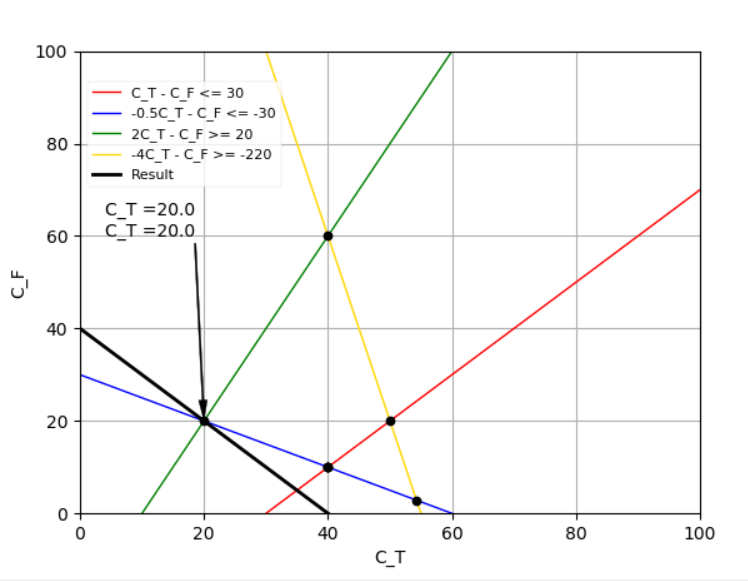 100
80
60
40
20
0
C_F
C_T - C_F <= 30
-0.5C_T - C_F <= -30
2C_T - C_F >= 20
-4C_T - C_F >= -220
Result
C_T =20.0
C_T =20.0
0 20 40 60 80 100
C_T